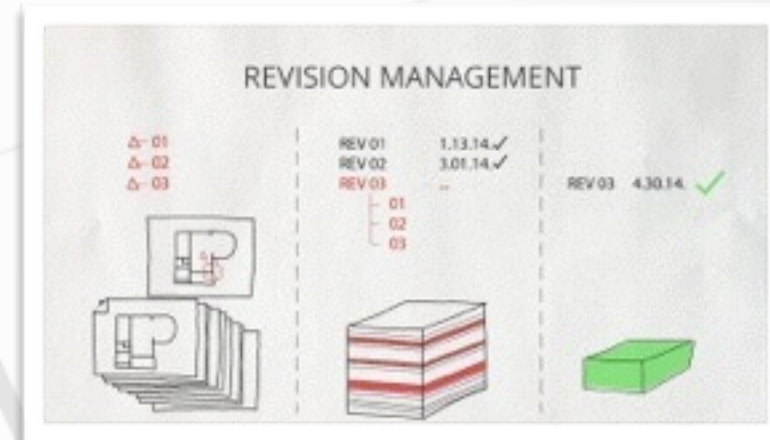 REVISION MANAGEMENT
Δ- 01
Δ- 02
Δ- 03
REV 01 1.13.14.✓
REV 02 3.01.14.✓
REV 03 ..
01
02
03
REV 03 4.30.14. ✓